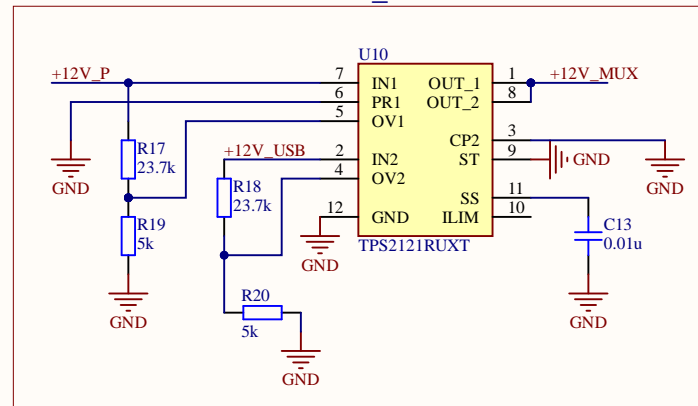 U10
+12V_P
7
IN1
OUT_1
1
+12V_MUX
6
PR1
OUT_2
8
5
OV1
CP2
3
R17
23.7k
+12V_USB
2
IN2
ST
9
GND
GND
GND
4
OV2
R18
23.7k
SS
11
R19
5k
12
GND
ILIM
10
C13
0.01u
TPS2121RUXT
GND
R20
5k
GND
GND
GND